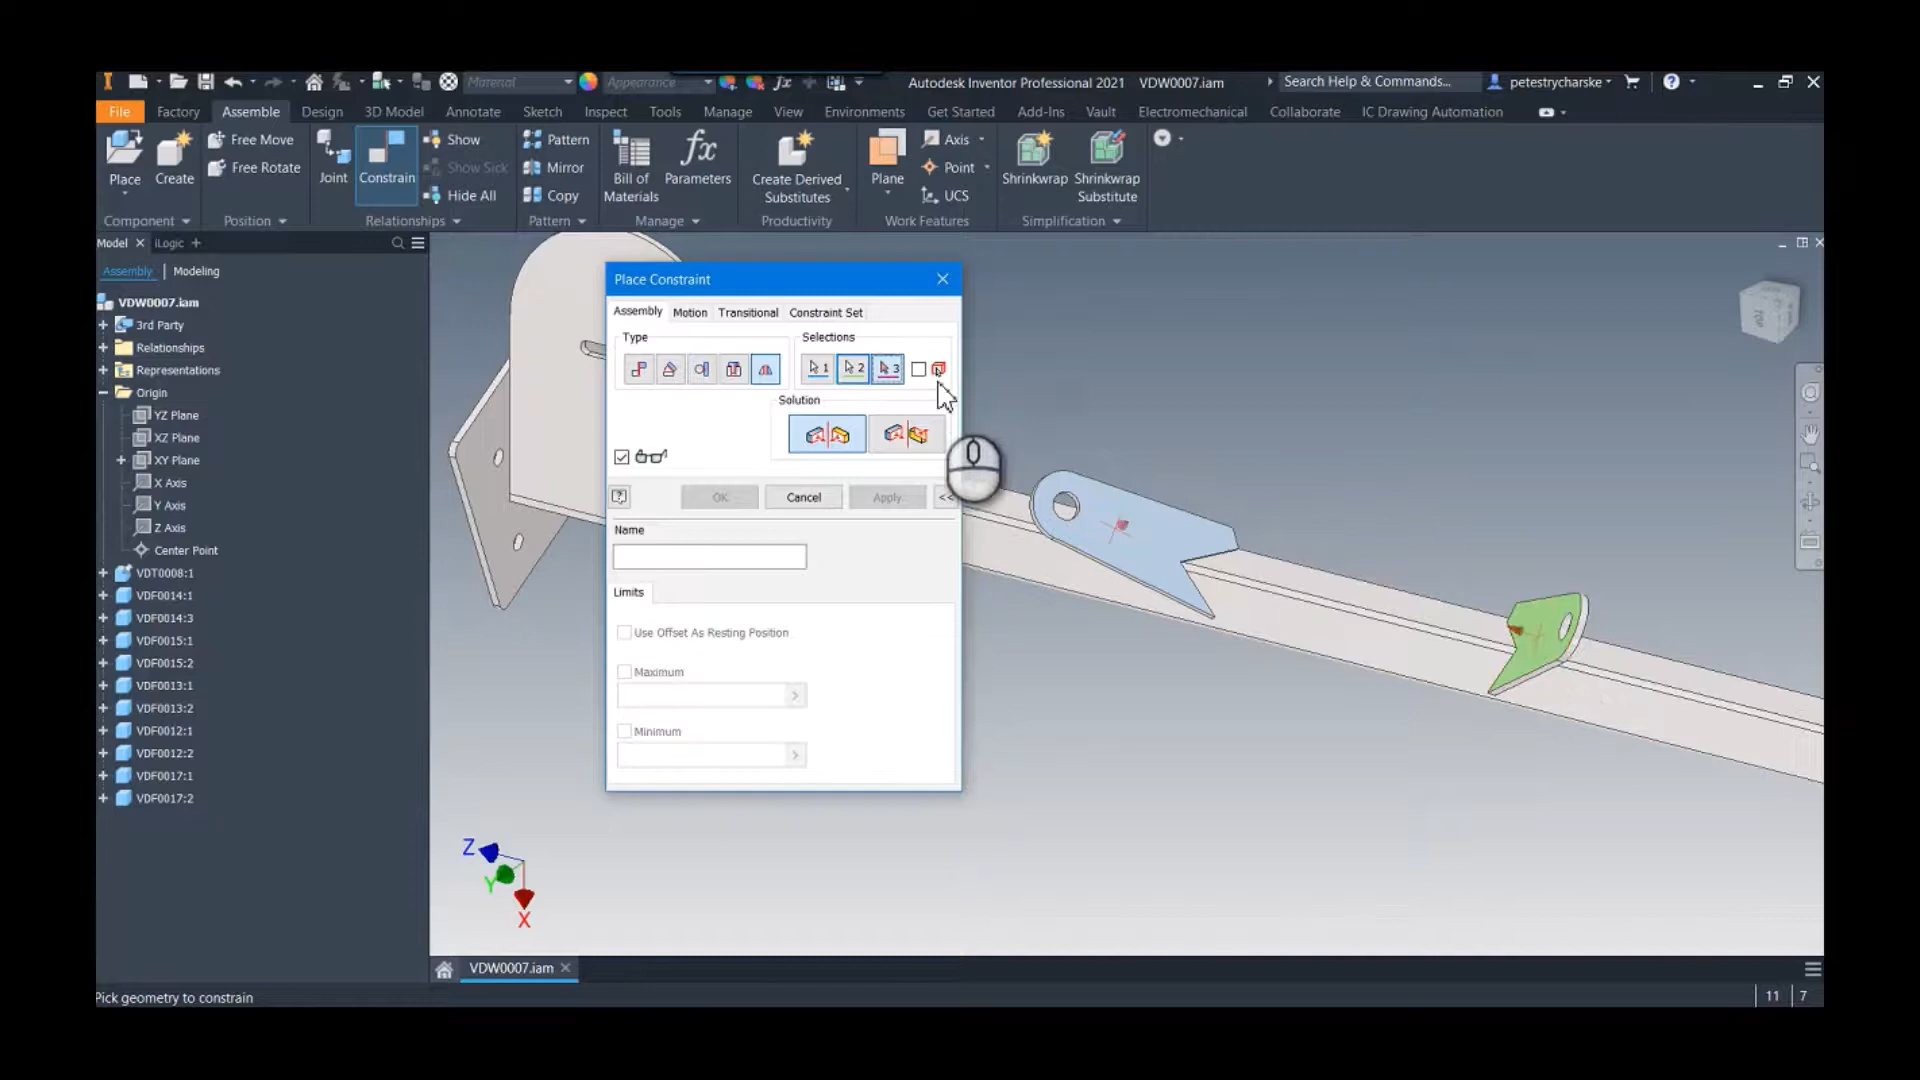 Material
Appearance
fx
Autodesk Inventor Professional 2021 VDW0007.iam
Search Help & Commands...
petestrycharske
File Factory Assemble Design 3D Model Annotate Sketch Inspect Tools Manage View Environments Get Started Add-Ins Vault Electromechanical Collaborate IC Drawing Automation
Place
Create
Free Move
Free Rotate
Joint
Constrain
Show
Show Sick
Hide All
Pattern
Mirror
Copy
Bill of
Materials
fx
Parameters
Create Derived
Substitutes
Plane
Axis
Point
UCS
Shrinkwrap
Shrinkwrap
Substitute
Component Position Relationships Pattern Manage Productivity Work Features Simplification
Model iLogic +
Assembly | Modeling
VDW0007.iam
3rd Party
Relationships
Representations
Origin
YZ Plane
XZ Plane
XY Plane
X Axis
Y Axis
Z Axis
Center Point
VDT0008:1
VDF0014:1
VDF0014:3
VDF0015:1
VDF0015:2
VDF0013:1
VDF0013:2
VDF0012:1
VDF0012:2
VDF0017:1
VDF0017:2
Place Constraint
Assembly Motion Transitional Constraint Set
Type
Selections
1 2 3
Solution
OK Cancel Apply <<
Name
Limits
Use Offset As Resting Position
Maximum
Minimum
TOP
Z
Y
X
VDW0007.iam
Pick geometry to constrain
11 7